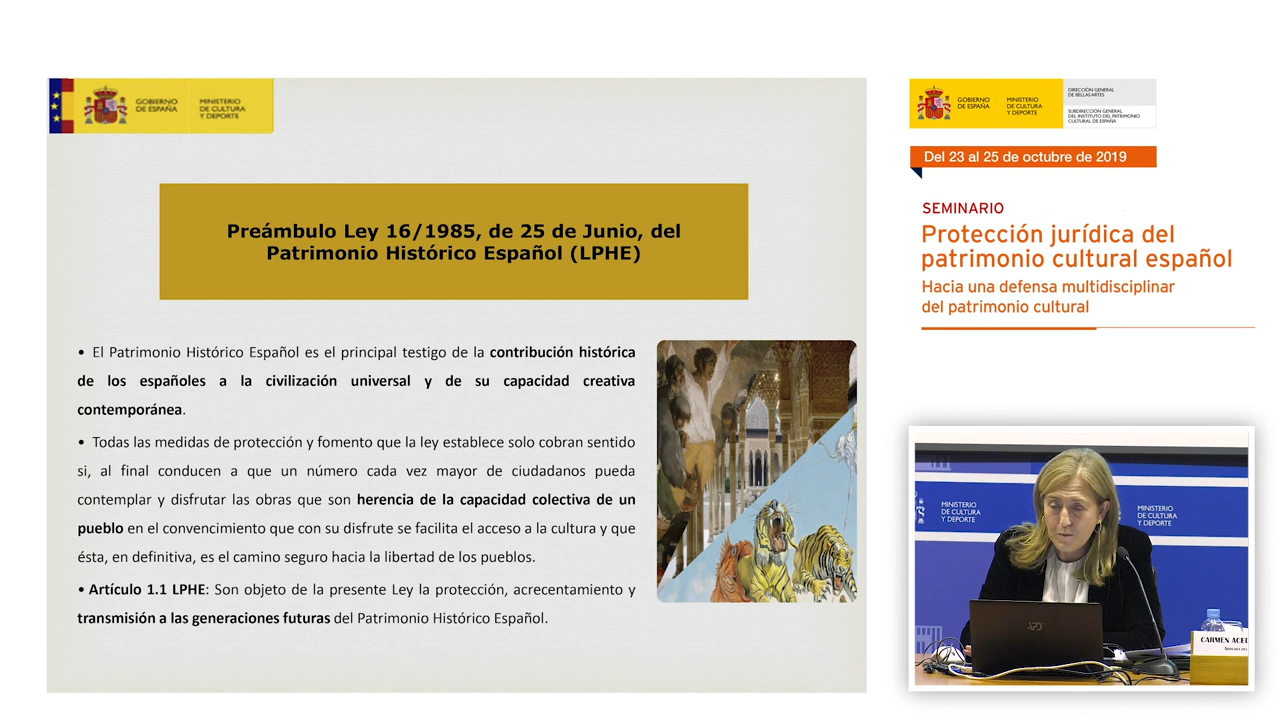 GOBIERNO
DE ESPAÑA
MINISTERIO
DE CULTURA
Y DEPORTE
Preámbulo Ley 16/1985, de 25 de Junio, del
Patrimonio Histórico Español (LPHE)
• El Patrimonio Histórico Español es el principal testigo de la contribución histórica
de los españoles a la civilización universal y de su capacidad creativa
contemporánea.
• Todas las medidas de protección y fomento que la ley establece solo cobran sentido
si, al final conducen a que un número cada vez mayor de ciudadanos pueda
contemplar y disfrutar las obras que son herencia de la capacidad colectiva de un
pueblo en el convencimiento que con su disfrute se facilita el acceso a la cultura y que
ésta, en definitiva, es el camino seguro hacia la libertad de los pueblos.
• Artículo 1.1 LPHE: Son objeto de la presente Ley la protección, acrecentamiento y
transmisión a las generaciones futuras del Patrimonio Histórico Español.
GOBIERNO
DE ESPAÑA
MINISTERIO
DE CULTURA
Y DEPORTE
DIRECCIÓN GENERAL
DE BELLAS ARTES
SUBDIRECCIÓN GENERAL
DEL INSTITUTO DEL PATRIMONIO
CULTURAL DE ESPAÑA
Del 23 al 25 de octubre de 2019
SEMINARIO
Protección jurídica del
patrimonio cultural español
Hacia una defensa multidisciplinar
del patrimonio cultural
MINISTERIO
DE CULTURA
Y DEPORTE
MINISTERIO
DE CULTURA
Y DEPORTE
CARMEN ACED